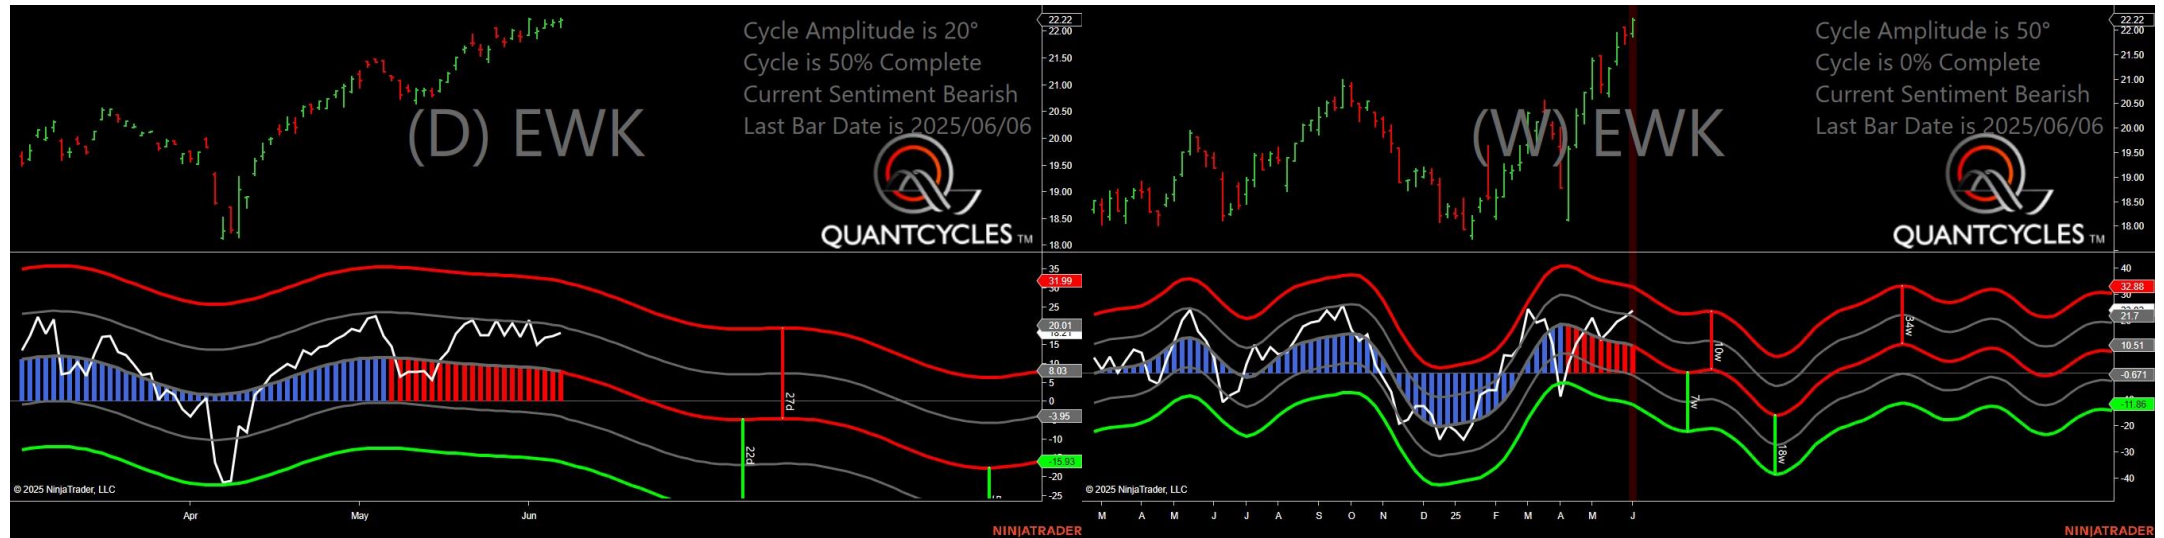 Cycle Amplitude is 20°
Cycle is 50% Complete
Current Sentiment Bearish
Last Bar Date is 2025/06/06
(D) EWK
QUANTCYCLES TM
22.22
22.00
21.50
21.00
20.50
20.00
19.50
19.00
18.50
18.00
35
31.99
30
25
20.01
15
10
8.03
5
0
-3.95
-10
-15.93
-20
-25
27d
22d
© 2025 NinjaTrader, LLC
Apr
May
Jun
NINJATRADER
Cycle Amplitude is 50°
Cycle is 0% Complete
Current Sentiment Bearish
Last Bar Date is 2025/06/06
(W) EWK
QUANTCYCLES TM
22.22
22.00
21.50
21.00
20.50
20.00
19.50
19.00
18.50
18.00
40
32.88
30
21.7
10.51
-0.671
-11.86
-20
-30
-40
10w
7w
18w
34w
© 2025 NinjaTrader, LLC
M A M J J A S O N D 25 F M A M J
NINJATRADER